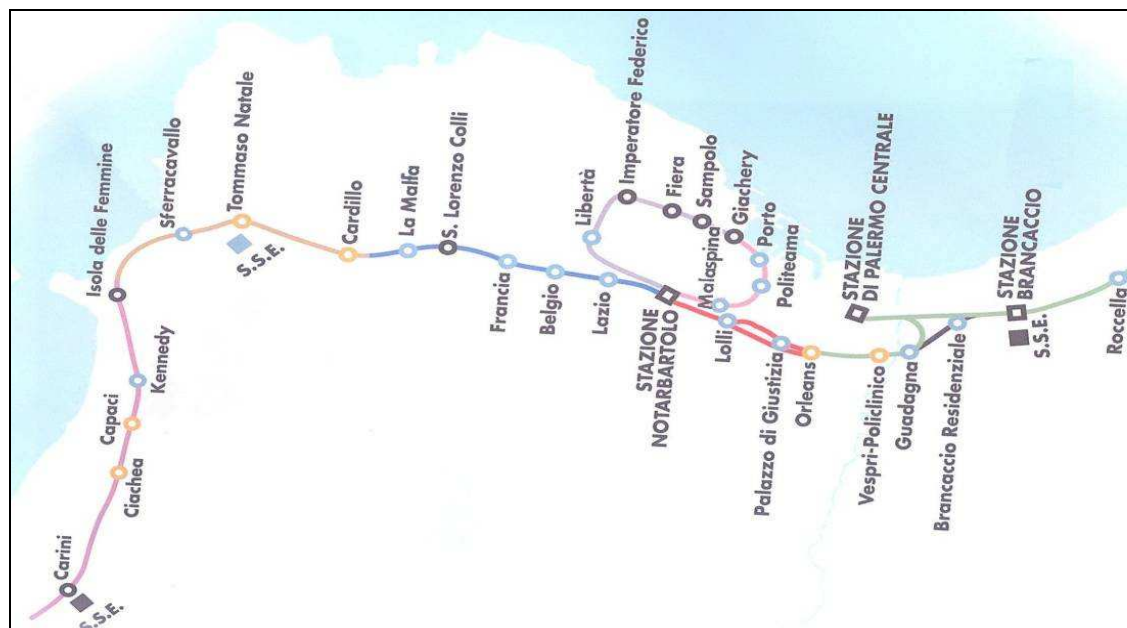 Carini
S.S.E.
Ciachea
Capaci
Kennedy
Isola delle Femmine
Sferracavallo
Tommaso Natale
S.S.E.
Cardillo
La Malfa
S. Lorenzo Colli
Francia
Belgio
Lazio
STAZIONE
NOTARBARTOLO
Libertà
Imperatore Federico
Fiera
Sampolo
Giachery
Porto
Politeama
Malaspina
Lolli
Palazzo di Giustizia
Orleans
Vespri-Policlinico
Guadagna
STAZIONE
DI PALERMO CENTRALE
Brancaccio Residenziale
STAZIONE
BRANCACCIO
S.S.E.
Roccella